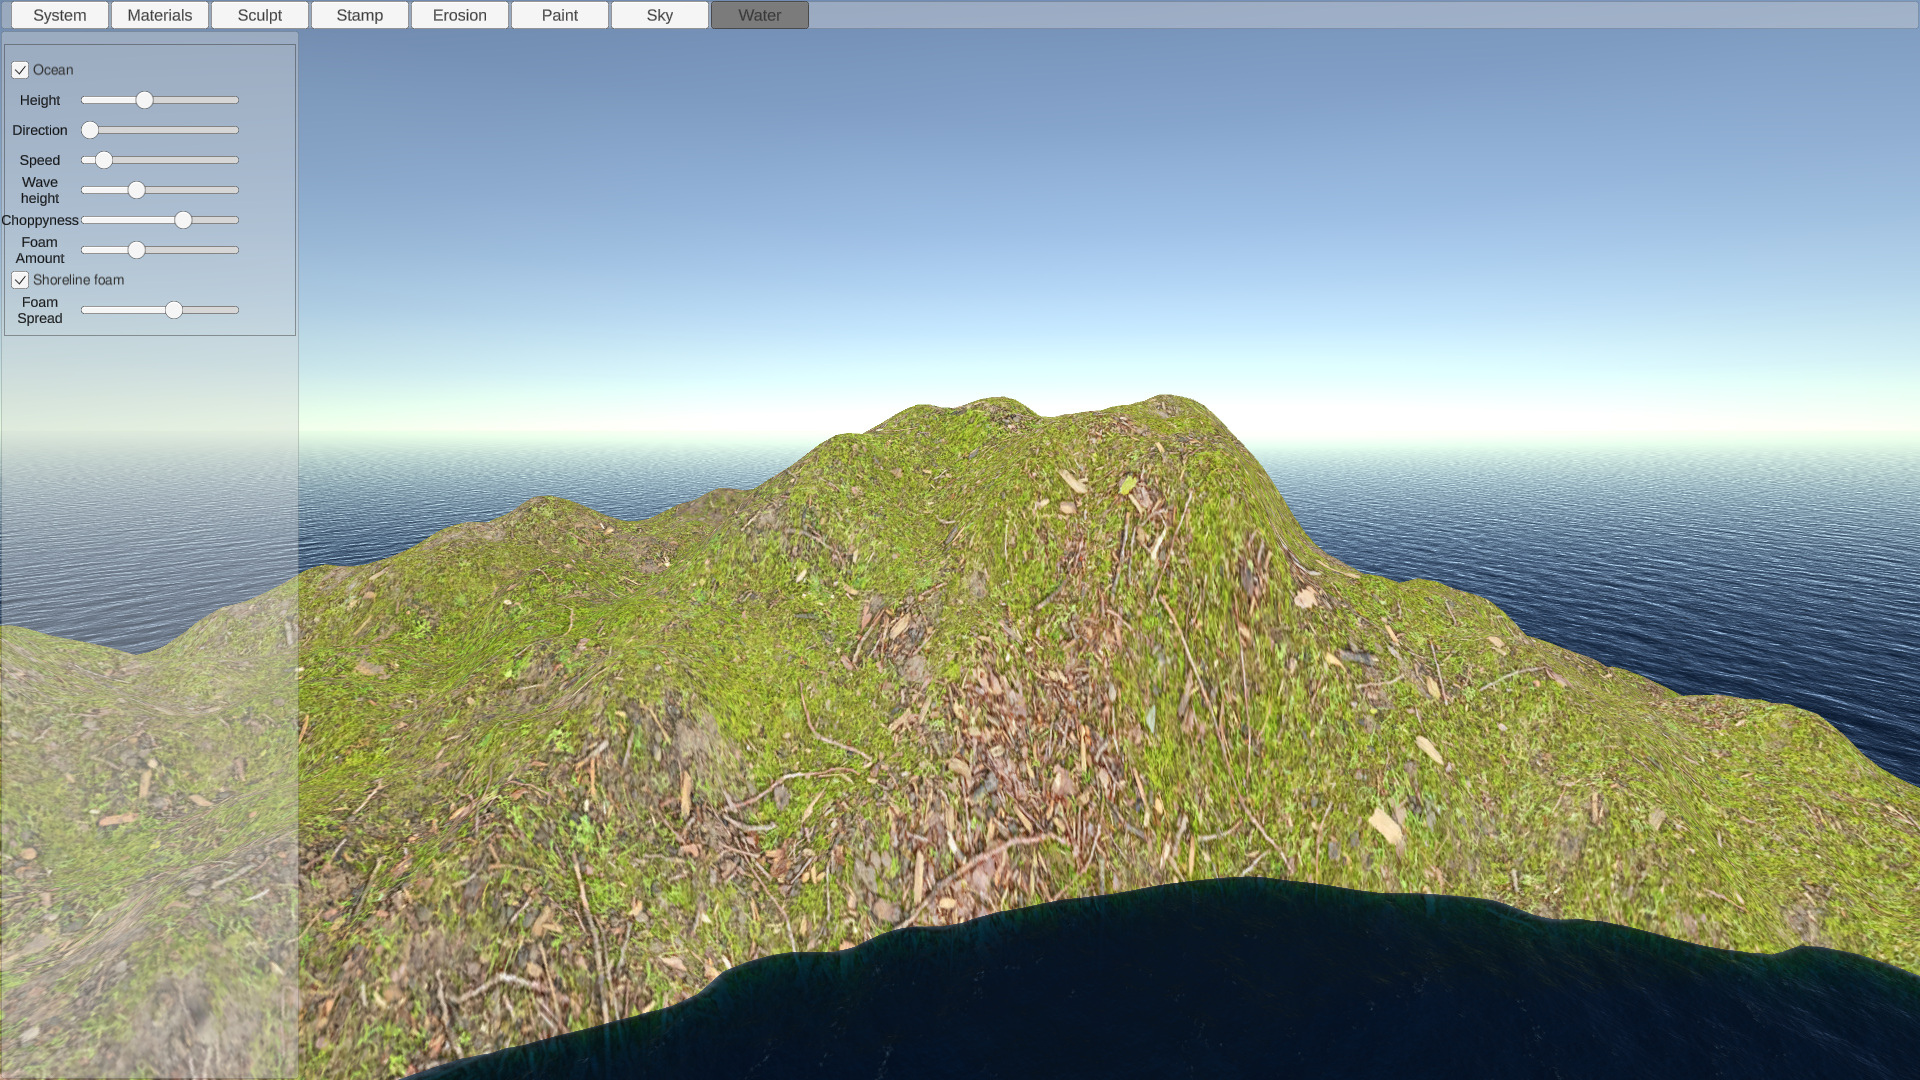 System Materials Sculpt Stamp Erosion Paint Sky Water
Ocean
Height
Direction
Speed
Wave
height
Choppyness
Foam
Amount
Shoreline foam
Foam
Spread